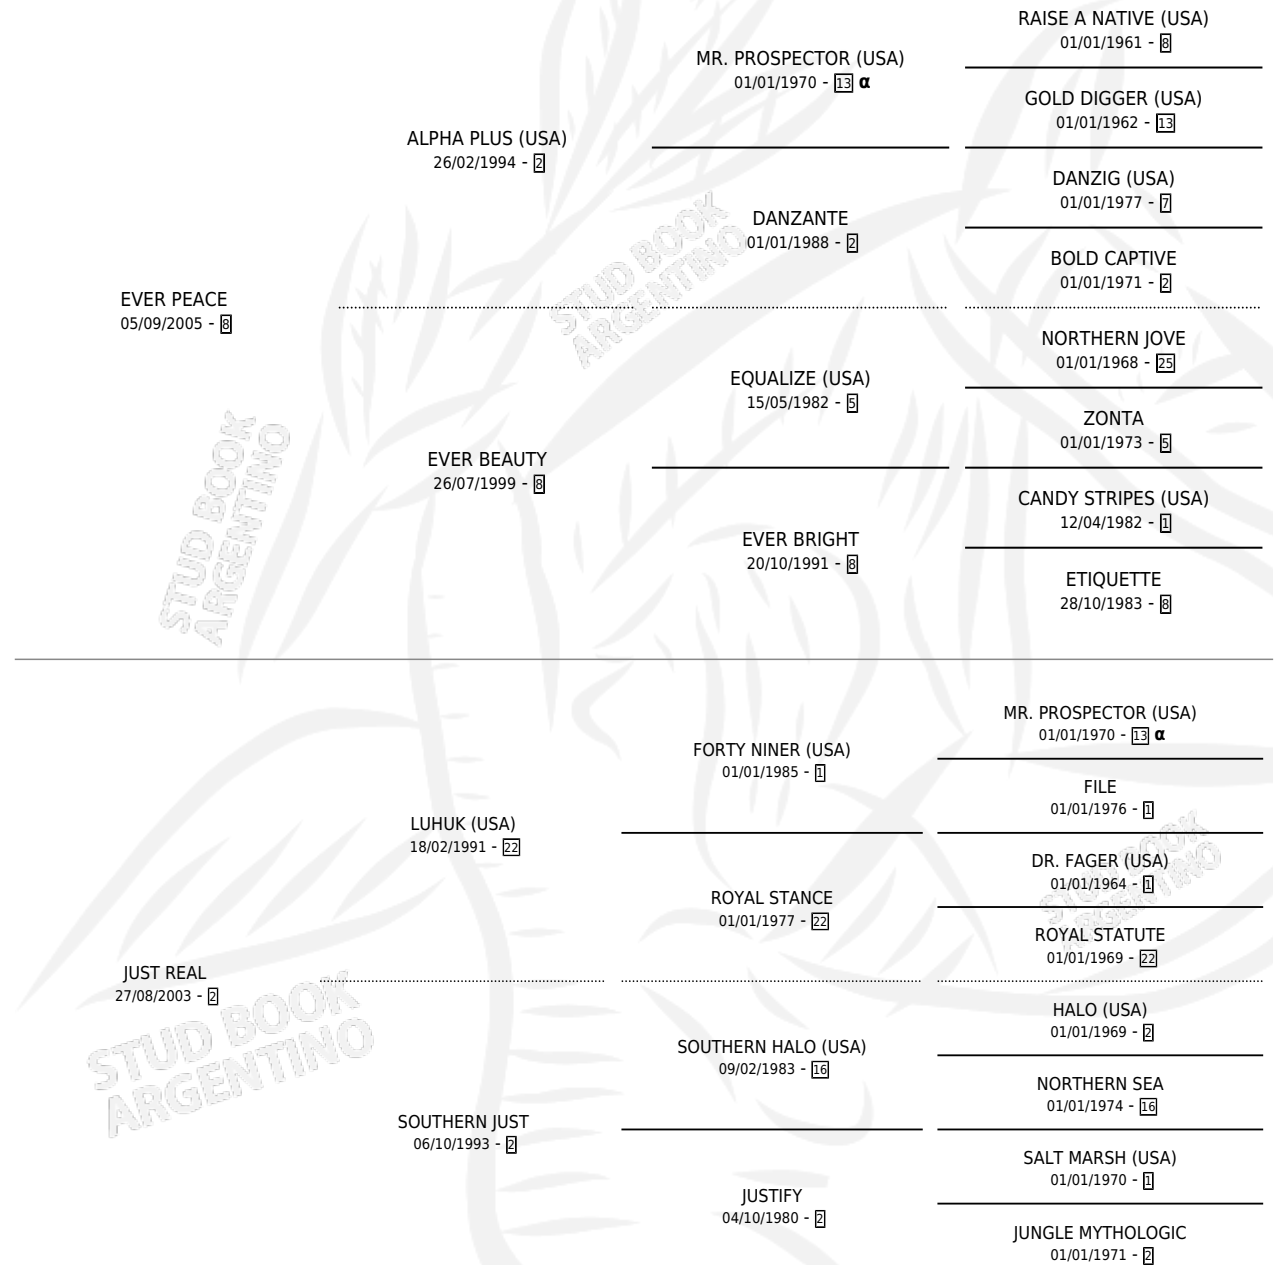 RAISE A NATIVE (USA)
01/01/1961 - 8
MR. PROSPECTOR (USA)
01/01/1970 - 13 α
GOLD DIGGER (USA)
01/01/1962 - 13
ALPHA PLUS (USA)
26/02/1994 - 2
DANZIG (USA)
01/01/1977 - 7
DANZANTE
01/01/1988 - 2
BOLD CAPTIVE
01/01/1971 - 2
EVER PEACE
05/09/2005 - 8
NORTHERN JOVE
01/01/1968 - 25
EQUALIZE (USA)
15/05/1982 - 5
ZONTA
01/01/1973 - 5
EVER BEAUTY
26/07/1999 - 8
CANDY STRIPES (USA)
12/04/1982 - 1
EVER BRIGHT
20/10/1991 - 8
ETIQUETTE
28/10/1983 - 8
STUD BOOK
ARGENTINO
STUD BOOK
ARGENTINO
MR. PROSPECTOR (USA)
01/01/1970 - 13 α
FORTY NINER (USA)
01/01/1985 - 1
FILE
01/01/1976 - 1
LUHUK (USA)
18/02/1991 - 22
DR. FAGER (USA)
01/01/1964 - 1
ROYAL STANCE
01/01/1977 - 22
ROYAL STATUTE
01/01/1969 - 22
JUST REAL
27/08/2003 - 2
HALO (USA)
01/01/1969 - 2
SOUTHERN HALO (USA)
09/02/1983 - 16
NORTHERN SEA
01/01/1974 - 16
SOUTHERN JUST
06/10/1993 - 2
SALT MARSH (USA)
01/01/1970 - 1
JUSTIFY
04/10/1980 - 2
JUNGLE MYTHOLOGIC
01/01/1971 - 2
STUD BOOK
ARGENTINO
STUD BOOK
ARGENTINO